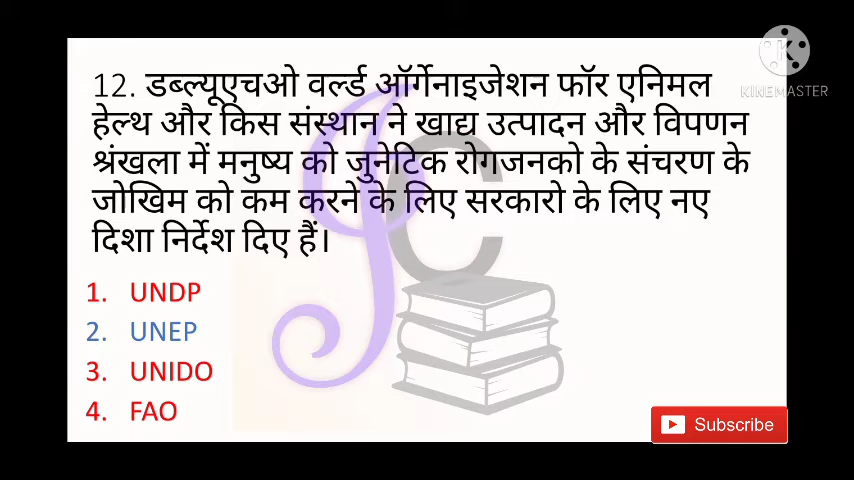 KINEMASTER
12. डब्ल्यूएचओ वर्ल्ड ऑर्गेनाइजेशन फॉर एनिमल
हेल्थ और किस संस्थान ने खाद्य उत्पादन और विपणन
श्रंखला में मनुष्य को जुनेटिक रोगजनको के संचरण के
जोखिम को कम करने के लिए सरकारो के लिए नए
दिशा निर्देश दिए हैं।
1. UNDP
2. UNEP
3. UNIDO
4. FAO
Subscribe